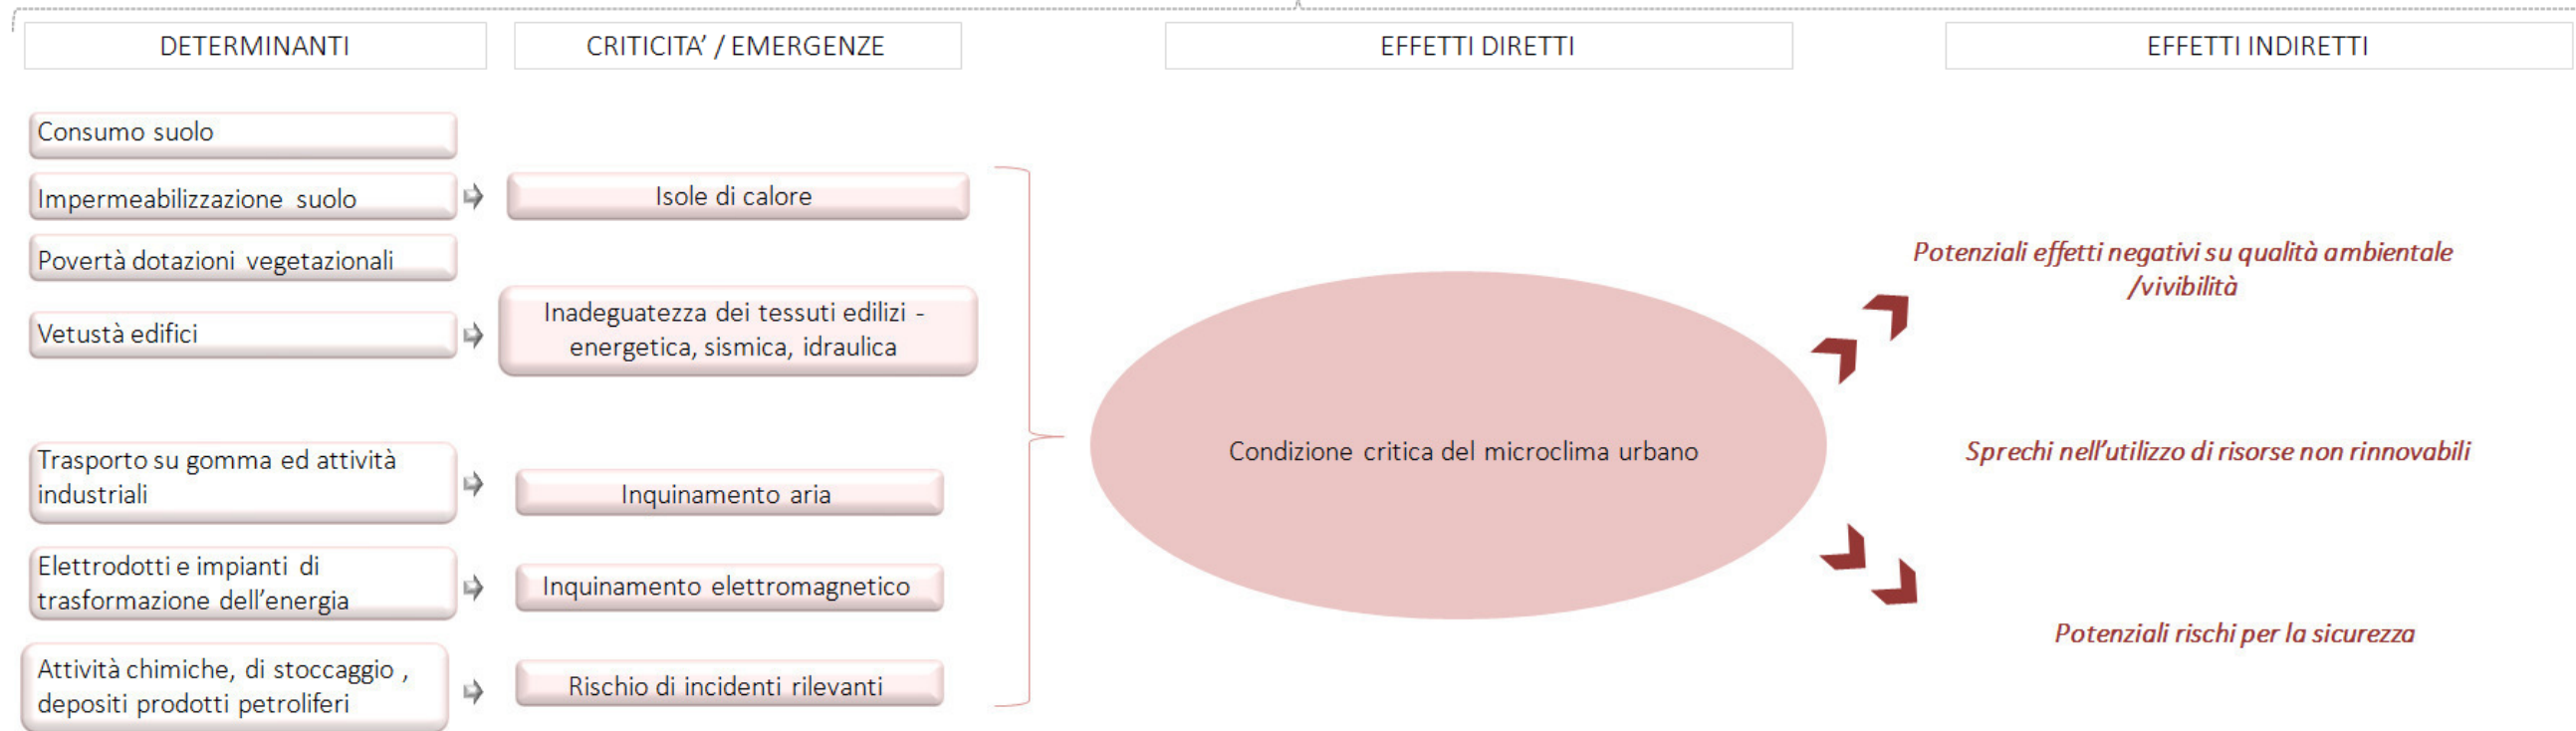 DETERMINANTI
CRITICITA’ / EMERGENZE
EFFETTI DIRETTI
EFFETTI INDIRETTI
Consumo suolo
Impermeabilizzazione suolo
Isole di calore
Povertà dotazioni vegetazionali
Vetustà edifici
Inadeguatezza dei tessuti edilizi -
energetica, sismica, idraulica
Trasporto su gomma ed attività
industriali
Inquinamento aria
Elettrodotti e impianti di
trasformazione dell’energia
Inquinamento elettromagnetico
Attività chimiche, di stoccaggio ,
depositi prodotti petroliferi
Rischio di incidenti rilevanti
Condizione critica del microclima urbano
Potenziali effetti negativi su qualità ambientale
/vivibilità
Sprechi nell’utilizzo di risorse non rinnovabili
Potenziali rischi per la sicurezza